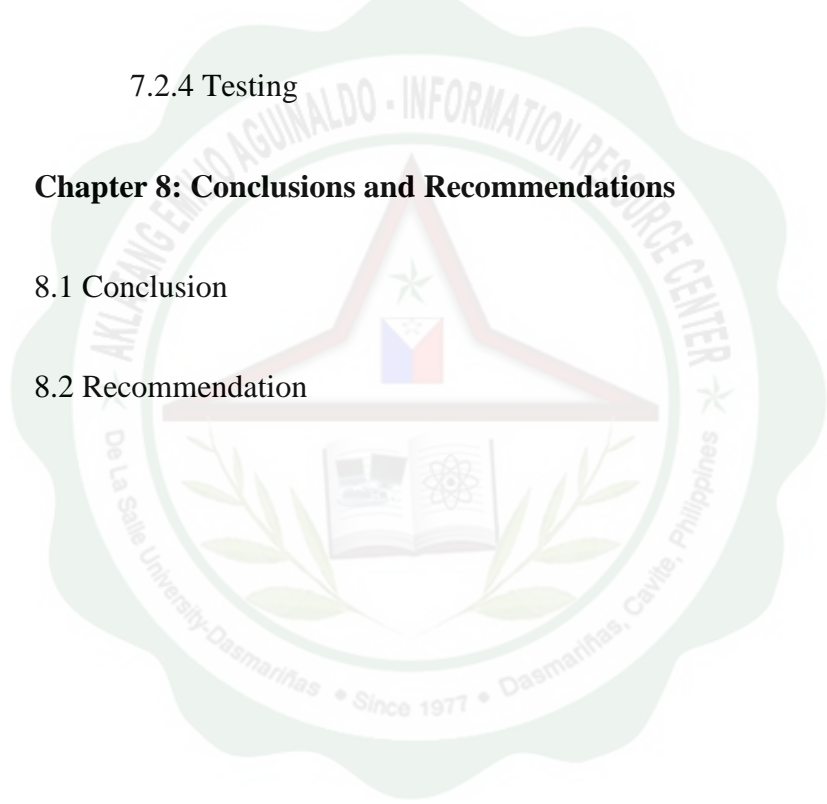 7.2.4 Testing
Chapter 8: Conclusions and Recommendations
8.1 Conclusion
8.2 Recommendation
AKLATANG EMILIO AGUINALDO - INFORMATION RESOURCE CENTER
De La Salle University-Dasmariñas • Since 1977 • Dasmariñas, Cavite, Philippines